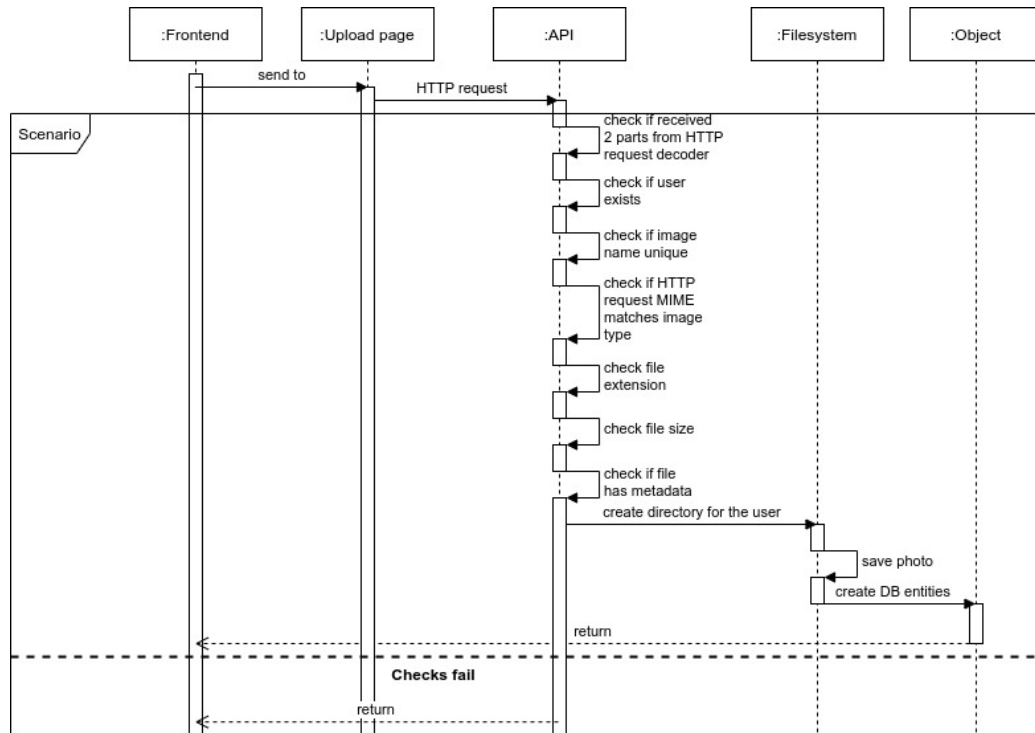 :Frontend
:Upload page
:API
:Filesystem
:Object
send to
HTTP request
Scenario
check if received
2 parts from HTTP
request decoder
check if user
exists
check if image
name unique
check if HTTP
request MIME
matches image
type
check file
extension
check file size
check if file
has metadata
create directory for the user
save photo
create DB entities
return
Checks fail
return